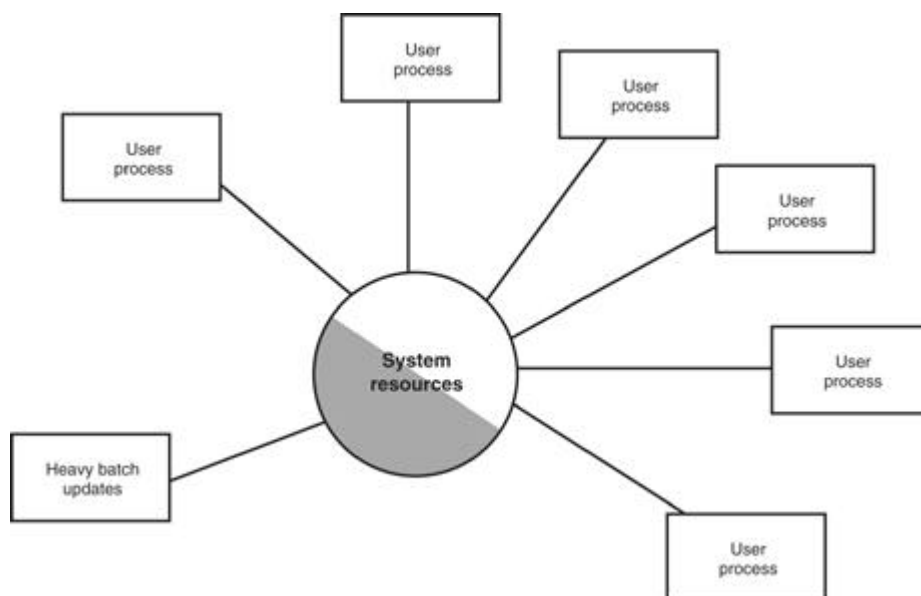 User
process
User
process
User
process
User
process
System
resources
User
process
Heavy batch
updates
User
process